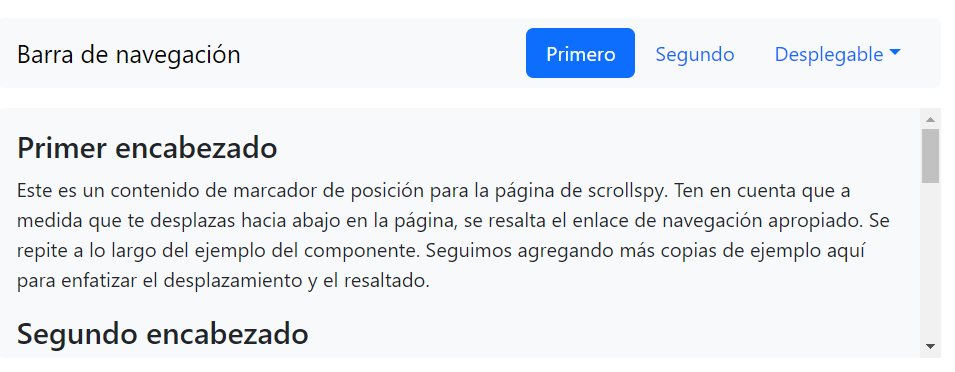 Barra de navegación
Primero
Segundo
Desplegable
Primer encabezado
Este es un contenido de marcador de posición para la página de scrollspy. Ten en cuenta que a
medida que te desplazas hacia abajo en la página, se resalta el enlace de navegación apropiado. Se
repite a lo largo del ejemplo del componente. Seguimos agregando más copias de ejemplo aquí
para enfatizar el desplazamiento y el resaltado.
Segundo encabezado